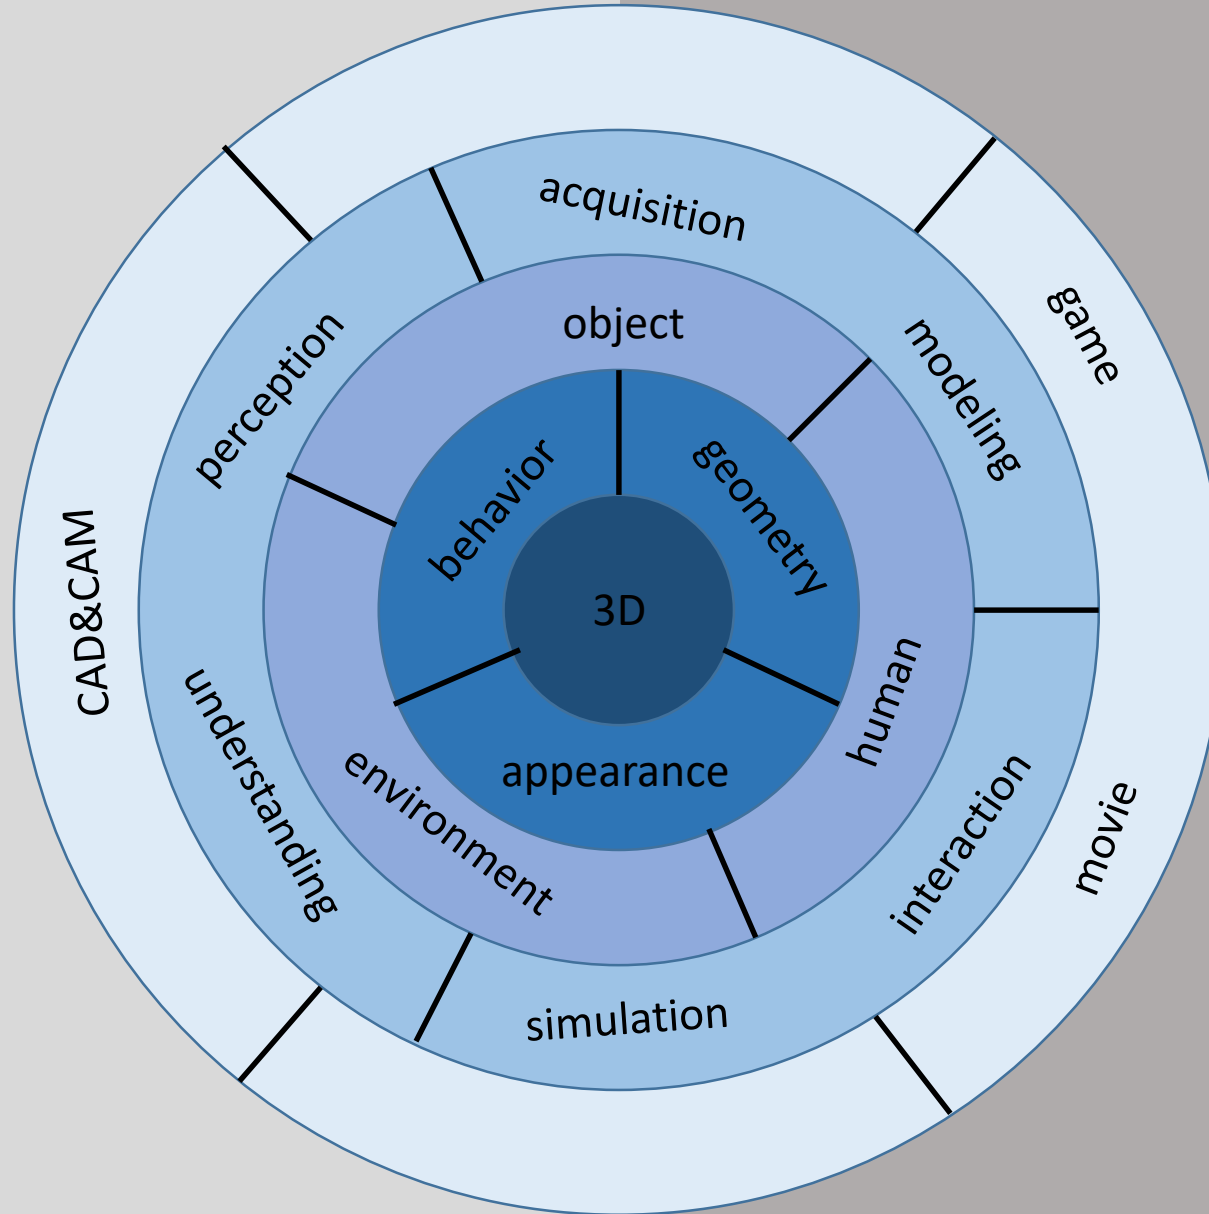 acquisition
object
game
modeling
perception
geometry
behavior
CAD&CAM
3D
human
understanding
environment
appearance
interaction
movie
simulation